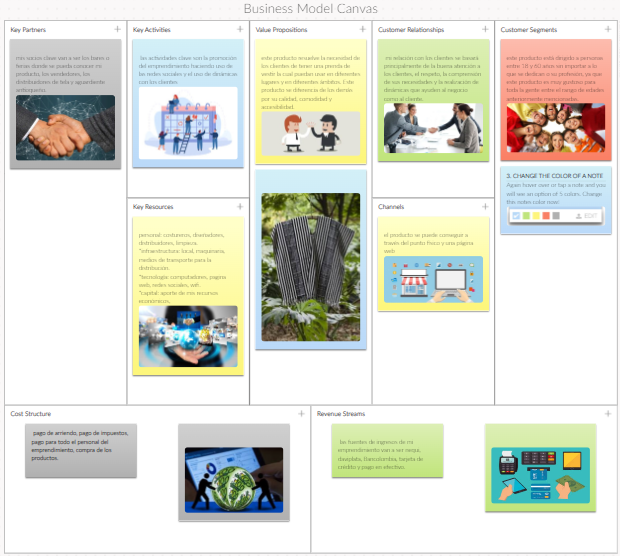 Business Model Canvas
Key Partners
mis socios clave van a ser los bares o
tersa donde se pueda conocer mi
producto, los vendedores, los
distribuidores de tela y aguardiente
antioqueño.
Key Activities
las actividades clave son la promoción
del emprendimiento haciendo uso de
las redes sociales y el uso de dinámicas
con los clientes
Value Propositions
este producto resuelve la necesidad de
los clientes de tener una prenda de
vestir la cual puedan usar en diferentes
lugares y en diferentes ámbitos. Este
producto se diferencia de los demás
por su calidad, comodidad y
accesibilidad.
Customer Relationships
mi relación con los clientes se basará
principalmente de la buena atención a
los clientes, el respeto, la comprensión
de sus necesidades y la realización de
dinámicas que ayuden al negocio
como al cliente.
Customer Segments
este producto está dirigido a personas
entre 18 y 60 años sin importar a lo
que se dedican o su profesión, ya que
este producto es muy gustoso para
toda la gente entre el rango de edades
anteriormente mencionadas.
3. CHANGE THE COLOR OF A NOTE
Again hover over or tap a note and you
will see an option of 5 colors. Change
this notes color now!
EDIT
Key Resources
personal: costureros, diseñadores,
distribuidores, limpieza.
*infraestructura: local, maquinaria,
medios de transporte para la
distribución.
*tecnología: computadores, pagina
web, redes sociales, wifi.
*capital: aporte de mis recursos
económicos.
Channels
el producto se puede conseguir a
través del punto físico y una página
web
Cost Structure
pago de arriendo, pago de impuestos,
pago para todo el personal del
emprendimiento, compra de los
productos.
Revenue Streams
las fuentes de ingresos de mi
emprendimiento van a ser nequi,
daviplata, Bancolombia, tarjeta de
crédito y pago en efectivo.